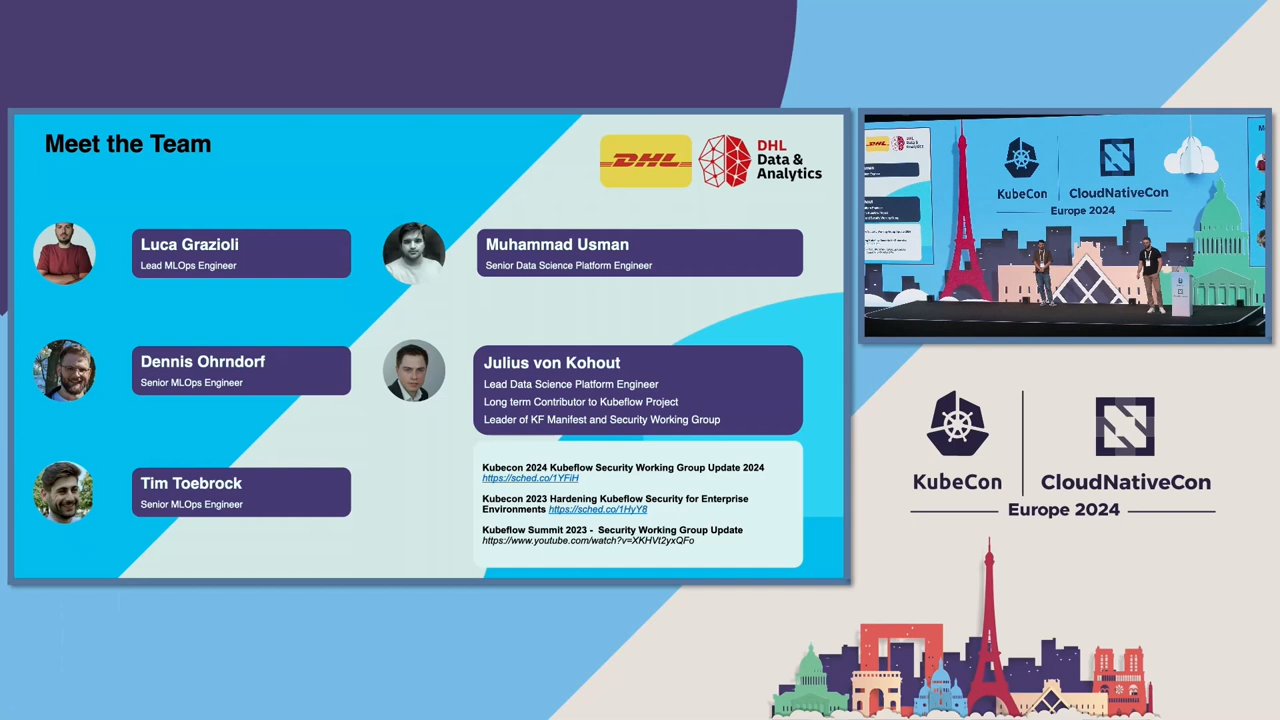 Meet the Team
DHL
DHL
Data &
Analytics
Luca Grazioli
Lead MLOps Engineer
Muhammad Usman
Senior Data Science Platform Engineer
Dennis Ohrndorf
Senior MLOps Engineer
Julius von Kohout
Lead Data Science Platform Engineer
Long term Contributor to Kubeflow Project
Leader of KF Manifest and Security Working Group
Tim Toebrock
Senior MLOps Engineer
Kubecon 2024 Kubeflow Security Working Group Update 2024
https://sched.co/1YFiH
Kubecon 2023 Hardening Kubeflow Security for Enterprise
Environments https://sched.co/1HyY8
Kubeflow Summit 2023 - Security Working Group Update
https://www.youtube.com/watch?v=XKHVt2yxQFo
DHL
Data &
Analytics
KubeCon
CloudNativeCon
Europe 2024
KubeCon
CloudNativeCon
Europe 2024